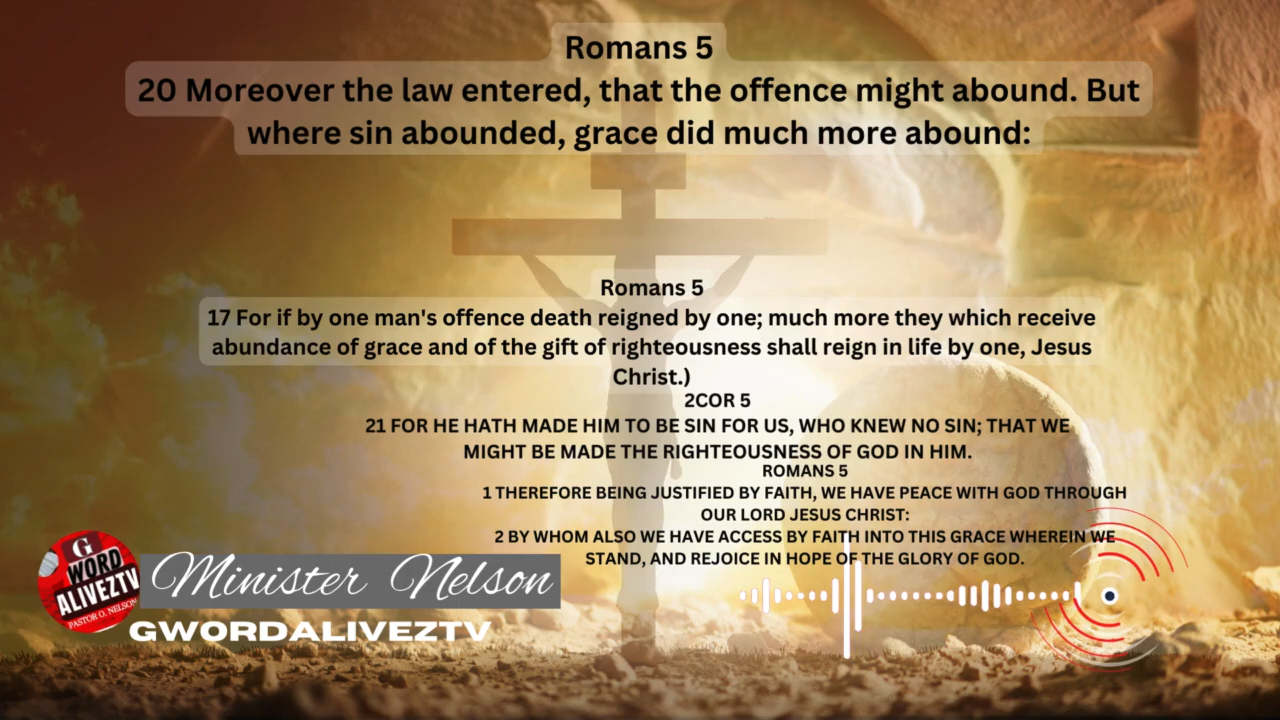 Romans 5
20 Moreover the law entered, that the offence might abound. But
where sin abounded, grace did much more abound:
Romans 5
17 For if by one man's offence death reigned by one; much more they which receive
abundance of grace and of the gift of righteousness shall reign in life by one, Jesus
Christ.)
2COR 5
21 FOR HE HATH MADE HIM TO BE SIN FOR US, WHO KNEW NO SIN; THAT WE
MIGHT BE MADE THE RIGHTEOUSNESS OF GOD IN HIM.
ROMANS 5
1 THEREFORE BEING JUSTIFIED BY FAITH, WE HAVE PEACE WITH GOD THROUGH
OUR LORD JESUS CHRIST:
2 BY WHOM ALSO WE HAVE ACCESS BY FAITH INTO THIS GRACE WHEREIN WE
STAND, AND REJOICE IN HOPE OF THE GLORY OF GOD.
G
WORD
ALIVEZTV
PASTOR O. NELSON
Minister Nelson
GWORDALIVEZTV